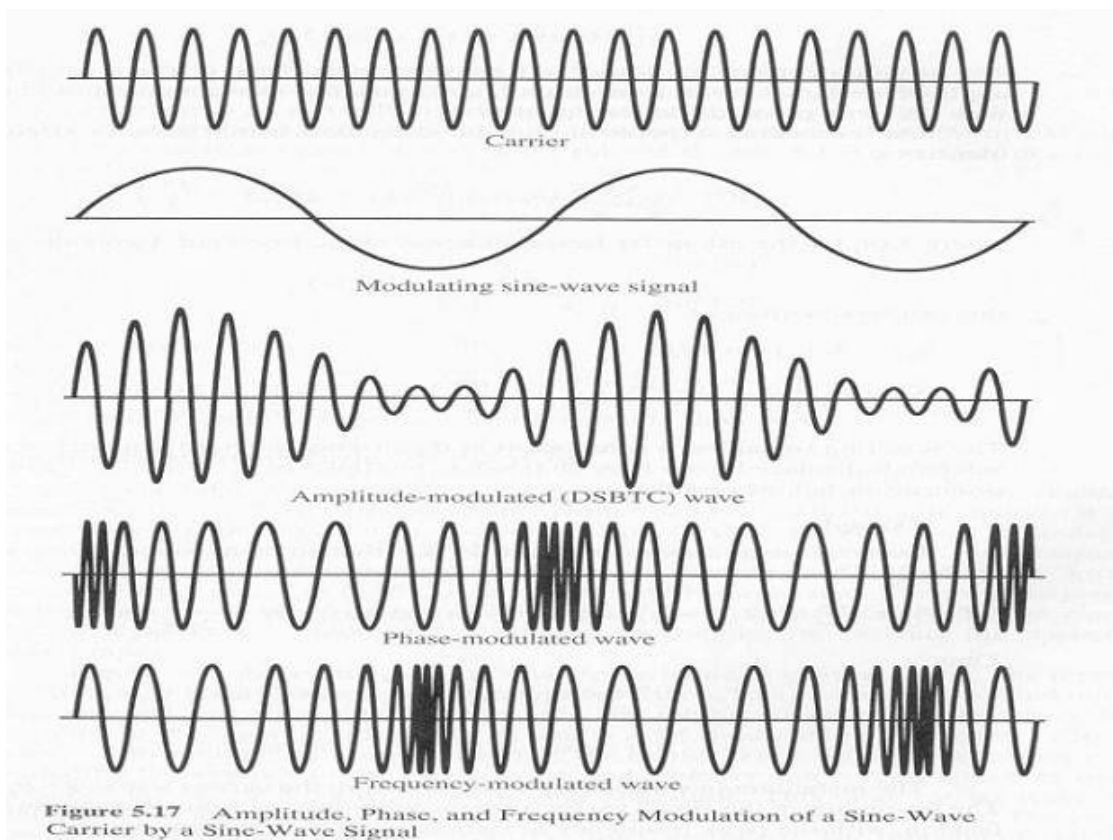 Carrier
Modulating sine-wave signal
Amplitude-modulated (DSBTC) wave
Phase-modulated wave
Frequency-modulated wave
Figure 5.17 Amplitude, Phase, and Frequency Modulation of a Sine-Wave
Carrier by a Sine-Wave Signal